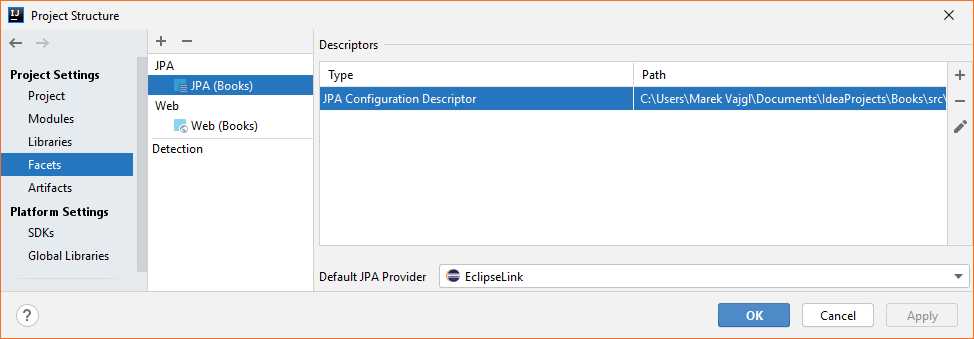 Project Structure
Project Settings
Project
Modules
Libraries
Facets
Artifacts
Platform Settings
SDKs
Global Libraries
JPA
JPA (Books)
Web
Web (Books)
Detection
Descriptors
Type Path
JPA Configuration Descriptor C:\Users\Marek Vajgl\Documents\IdeaProjects\Books\src\
Default JPA Provider EclipseLink
? OK Cancel Apply